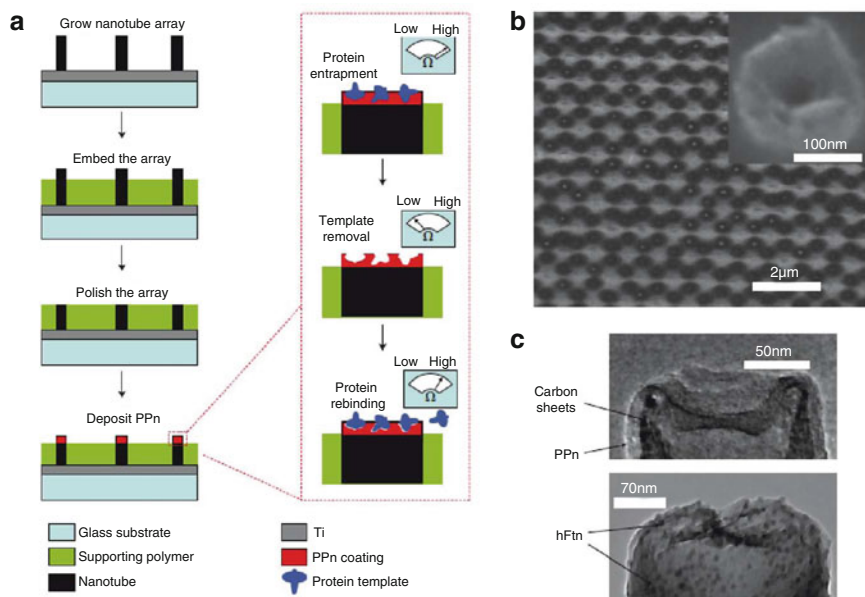 a
Grow nanotube array
Embed the array
Polish the array
Deposit PPn
Low High
Ω
Protein
entrapment
Low High
Ω
Template
removal
Low High
Ω
Protein
rebinding
Glass substrate
Supporting polymer
Nanotube
Ti
PPn coating
Protein template
b
100nm
2μm
c
50nm
Carbon
sheets
PPn
70nm
hFtn